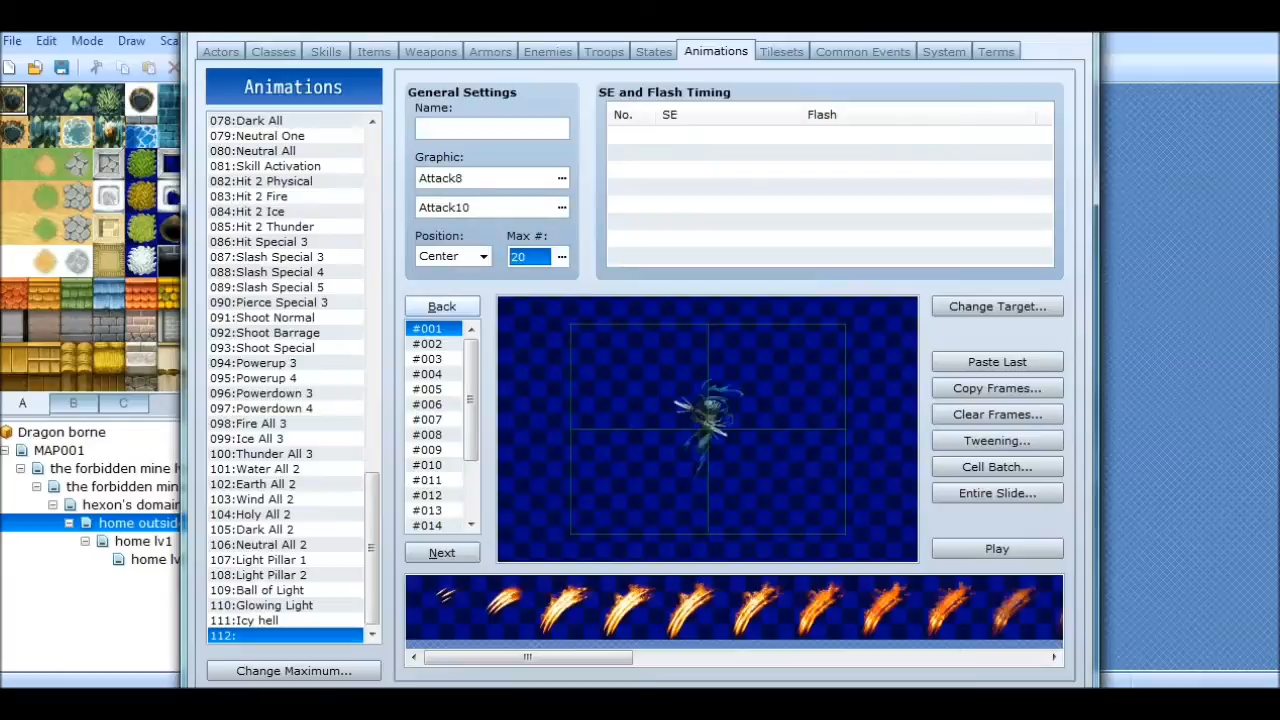 File Edit Mode Draw Sca
Actors Classes Skills Items Weapons Armors Enemies Troops States Animations Tilesets Common Events System Terms
Animations
078:Dark All
079:Neutral One
080:Neutral All
081:Skill Activation
082:Hit 2 Physical
083:Hit 2 Fire
084:Hit 2 Ice
085:Hit 2 Thunder
086:Hit Special 3
087:Slash Special 3
088:Slash Special 4
089:Slash Special 5
090:Pierce Special 3
091:Shoot Normal
092:Shoot Barrage
093:Shoot Special
094:Powerup 3
095:Powerup 4
096:Powerdown 3
097:Powerdown 4
098:Fire All 3
099:Ice All 3
100:Thunder All 3
101:Water All 2
102:Earth All 2
103:Wind All 2
104:Holy All 2
105:Dark All 2
106:Neutral All 2
107:Light Pillar 1
108:Light Pillar 2
109:Ball of Light
110:Glowing Light
111:Icy hell
112:
Change Maximum...
General Settings
Name:
Graphic:
Attack8 ...
Attack10 ...
Position: Max #:
Center 20 ...
SE and Flash Timing
No. SE Flash
Back
#001
#002
#003
#004
#005
#006
#007
#008
#009
#010
#011
#012
#013
#014
Next
Change Target...
Paste Last
Copy Frames...
Clear Frames...
Tweening...
Cell Batch...
Entire Slide...
Play
A B C
Dragon borne
MAP001
the forbidden mine l
the forbidden min
hexon's domain
home outside
home lv1
home lv